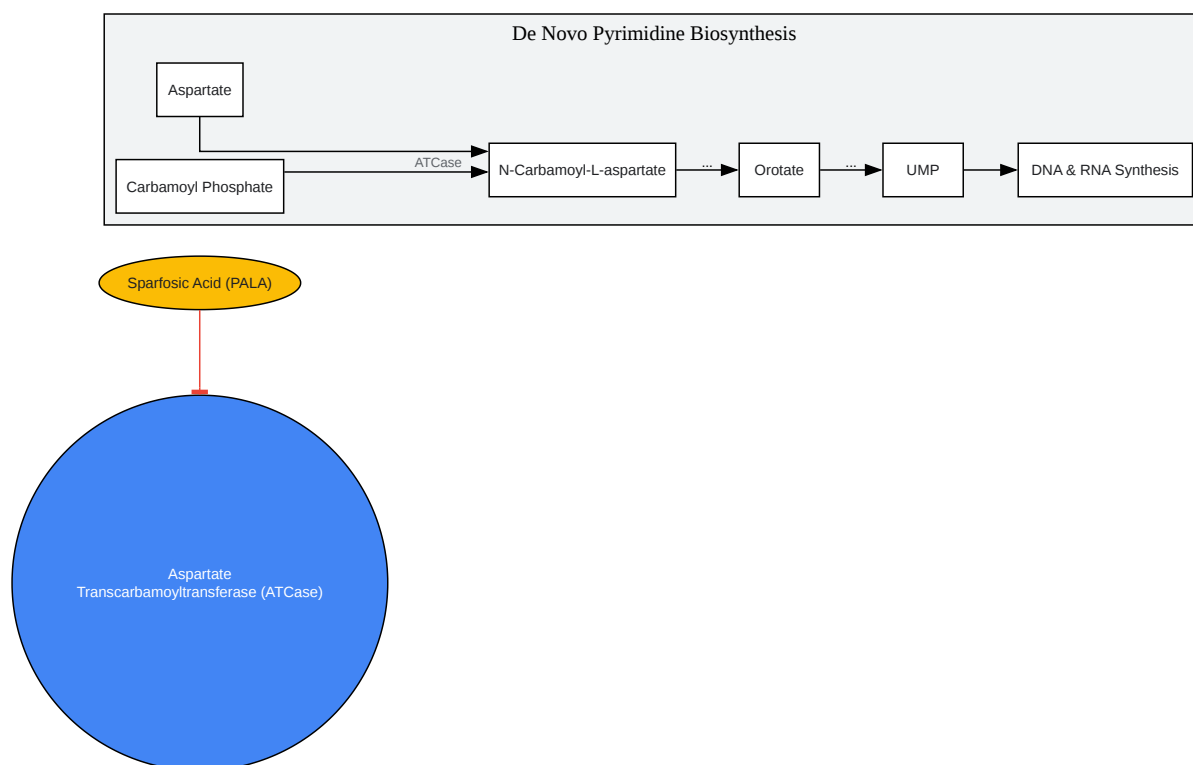 De Novo Pyrimidine Biosynthesis
Aspartate
Carbamoyl Phosphate
ATCase
N-Carbamoyl-L-aspartate
...
Orotate
...
UMP
DNA & RNA Synthesis
Sparfosic Acid (PALA)
Aspartate
Transcarbamoyltransferase (ATCase)